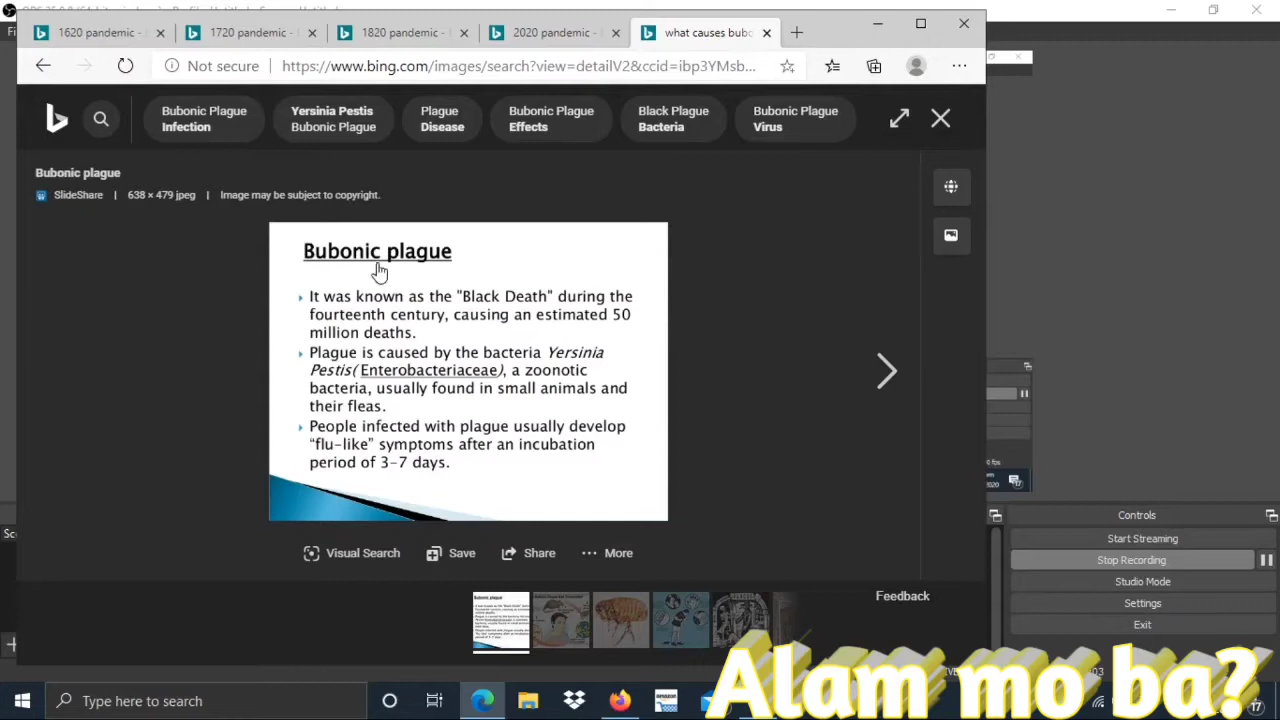 1620 pandemic -
1720 pandemic -
1820 pandemic -
2020 pandemic -
what causes bubo
Not secure
www.bing.com/images/search?view=detailV2&ccid=ibp3YMsb...
Bubonic Plague
Infection
Yersinia Pestis
Bubonic Plague
Plague
Disease
Bubonic Plague
Effects
Black Plague
Bacteria
Bubonic Plague
Virus
Bubonic plague
SlideShare | 638 × 479 jpeg | Image may be subject to copyright.
Bubonic plague
It was known as the "Black Death" during the
fourteenth century, causing an estimated 50
million deaths.
Plague is caused by the bacteria Yersinia
Pestis( Enterobacteriaceae), a zoonotic
bacteria, usually found in small animals and
their fleas.
People infected with plague usually develop
“flu-like” symptoms after an incubation
period of 3-7 days.
Visual Search
Save
Share
More
Feedback
Controls
Start Streaming
Stop Recording
Studio Mode
Settings
Exit
Type here to search
Alam mo ba?